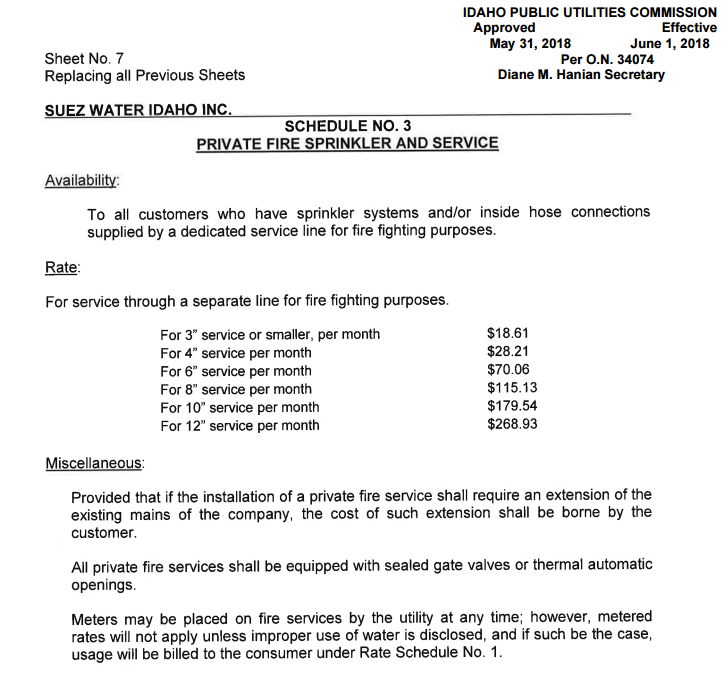 IDAHO PUBLIC UTILITIES COMMISSION
Approved Effective
May 31, 2018 June 1, 2018
Per O.N. 34074
Diane M. Hanian Secretary
Sheet No. 7
Replacing all Previous Sheets
SUEZ WATER IDAHO INC.
SCHEDULE NO. 3
PRIVATE FIRE SPRINKLER AND SERVICE
Availability:
To all customers who have sprinkler systems and/or inside hose connections
supplied by a dedicated service line for fire fighting purposes.
Rate:
For service through a separate line for fire fighting purposes.
For 3" service or smaller, per month $18.61
For 4" service per month $28.21
For 6" service per month $70.06
For 8" service per month $115.13
For 10" service per month $179.54
For 12" service per month $268.93
Miscellaneous:
Provided that if the installation of a private fire service shall require an extension of the
existing mains of the company, the cost of such extension shall be borne by the
customer.
All private fire services shall be equipped with sealed gate valves or thermal automatic
openings.
Meters may be placed on fire services by the utility at any time; however, metered
rates will not apply unless improper use of water is disclosed, and if such be the case,
usage will be billed to the consumer under Rate Schedule No. 1.